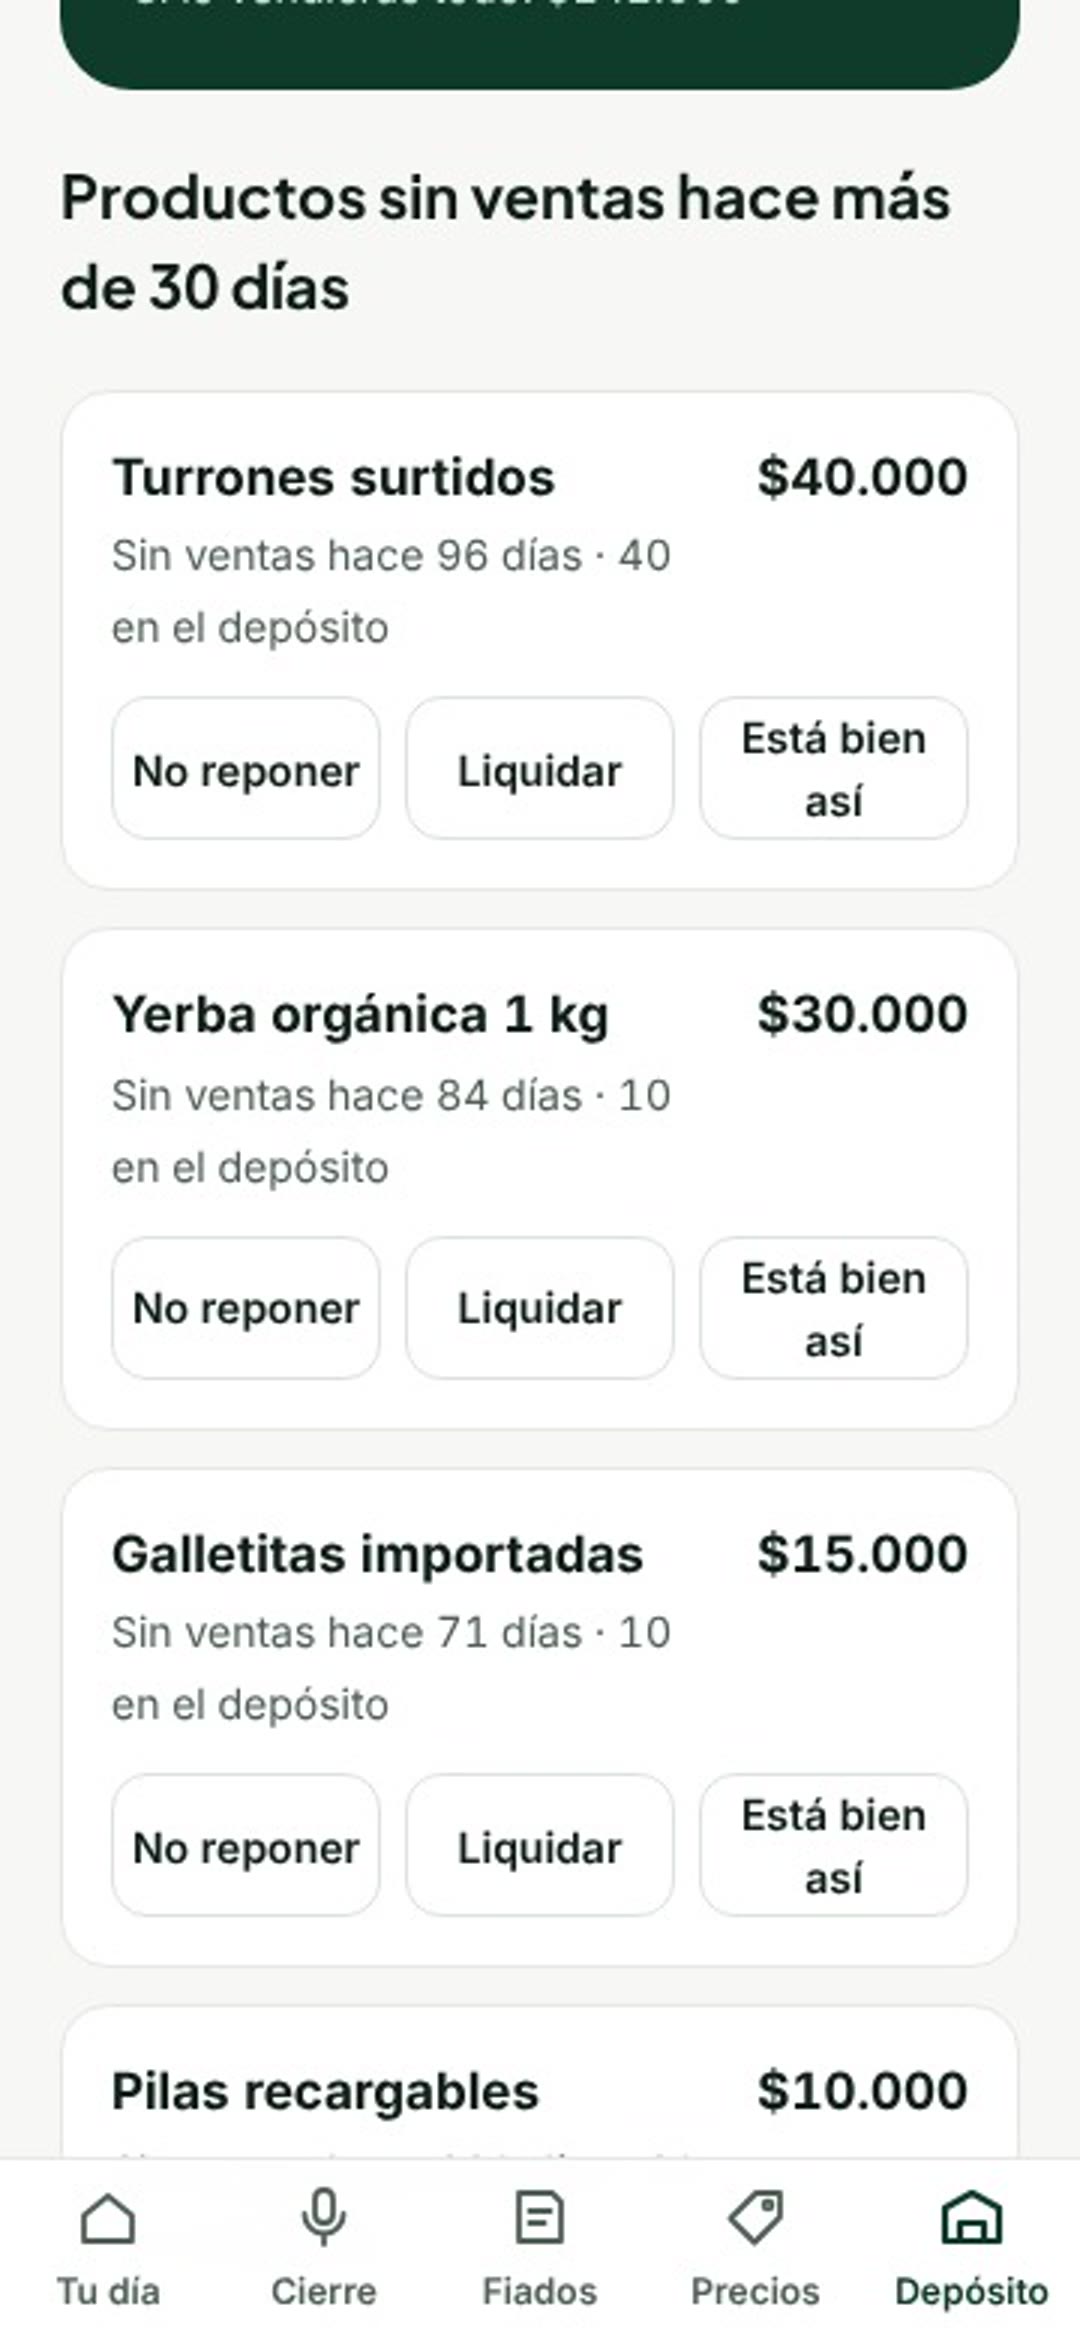 Productos sin ventas hace más
de 30 días
Turrones surtidos $40.000
Sin ventas hace 96 días · 40
en el depósito
No reponer Liquidar Está bien
así
Yerba orgánica 1 kg $30.000
Sin ventas hace 84 días · 10
en el depósito
No reponer Liquidar Está bien
así
Galletitas importadas $15.000
Sin ventas hace 71 días · 10
en el depósito
No reponer Liquidar Está bien
así
Pilas recargables $10.000
Tu día Cierre Fiados Precios Depósito